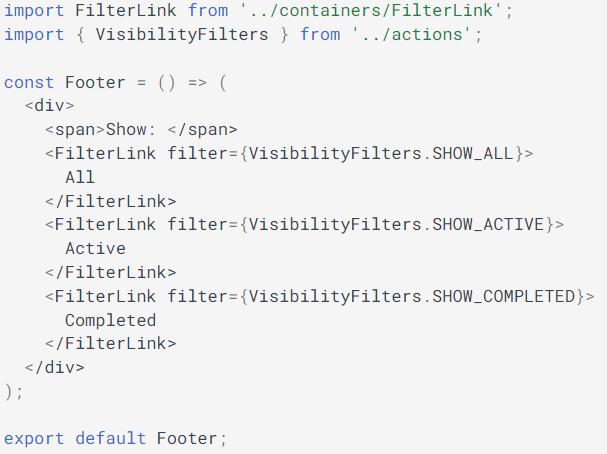 import FilterLink from '../containers/FilterLink';
import { VisibilityFilters } from '../actions';

const Footer = () => (
  <div>
    <span>Show: </span>
    <FilterLink filter={VisibilityFilters.SHOW_ALL}>
      All
    </FilterLink>
    <FilterLink filter={VisibilityFilters.SHOW_ACTIVE}>
      Active
    </FilterLink>
    <FilterLink filter={VisibilityFilters.SHOW_COMPLETED}>
      Completed
    </FilterLink>
  </div>
);

export default Footer;